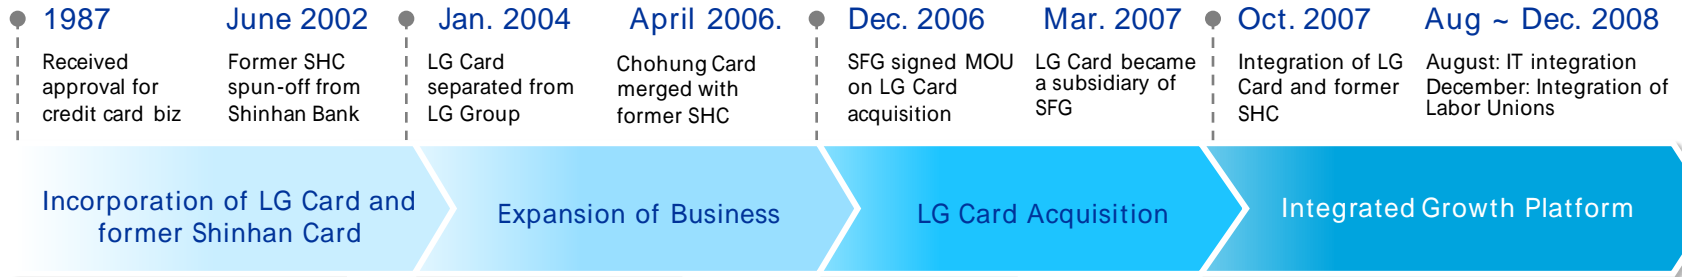 1987
Received
approval for
credit card biz
June 2002
Former SHC
spun-off from
Shinhan Bank
Jan. 2004
LG Card
separated from
LG Group
April 2006.
Chohung Card
merged with
former SHC
Dec. 2006
SFG signed MOU
on LG Card
acquisition
Mar. 2007
LG Card became
a subsidiary of
SFG
Oct. 2007
Integration of LG
Card and former
SHC
Aug ~ Dec. 2008
August: IT integration
December: Integration of
Labor Unions
Incorporation of LG Card and
former Shinhan Card
Expansion of Business
LG Card Acquisition
Integrated Growth Platform